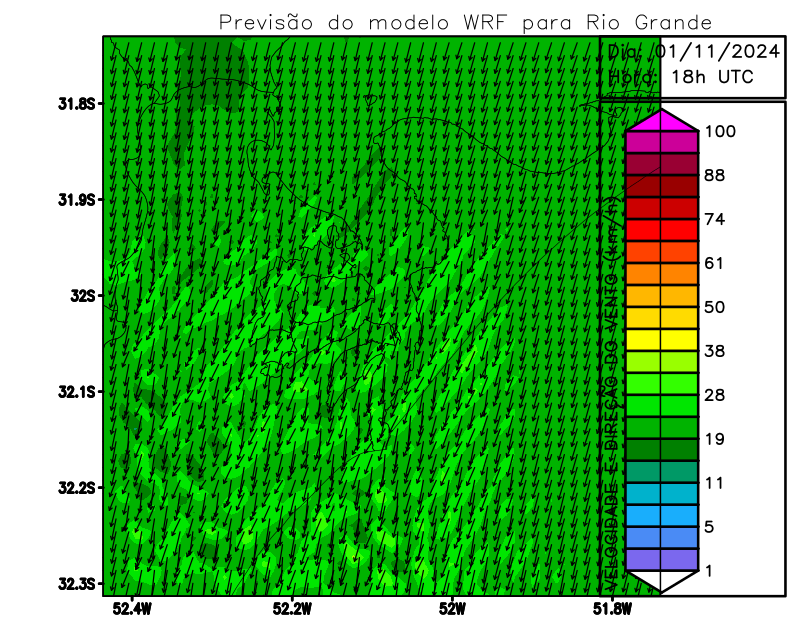 Previsão do modelo WRF para Rio Grande
Dia: 01/11/2024
Hora: 18h UTC
31.8S
31.9S
32S
32.1S
32.2S
32.3S
52.4W
52.2W
52W
51.8W
VELOCIDADE E DIREÇÃO DO VENTO (km/h)
100
88
74
61
50
38
28
19
11
5
1